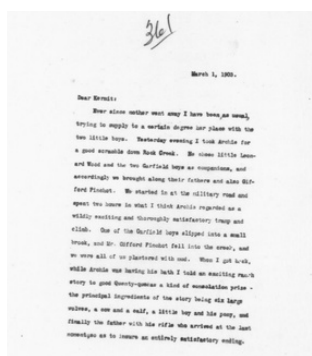 361
March 1, 1908.
Dear Kermit:
Ever since mother went away I have been, as usual,
trying to supply to a certain degree her place with the
two little boys. Yesterday evening I took Archie for
a good scramble down Rock Creek. He chose little Leon-
ard Wood and the two Garfield boys as companions, and
accordingly we brought along their fathers and also Gif-
ford Pinchot. We started in at the military road and
spent two hours in what I think Archie regarded as a
wildly exciting and thoroughly satisfactory tramp and
climb. One of the Garfield boys slipped into a small
brook, and Mr. Gifford Pinchot fell into the creek, and
we were all of us plastered with mud. When I got back,
while Archie was having his bath I told an exciting ranch
story to good Quenty-quee as a kind of consolation prize -
the principal ingredients of the story being six large
wolves, a cow and a calf, a little boy and his pony, and
finally the father with his rifle who arrived at the last
moment so as to insure an entirely satisfactory ending.